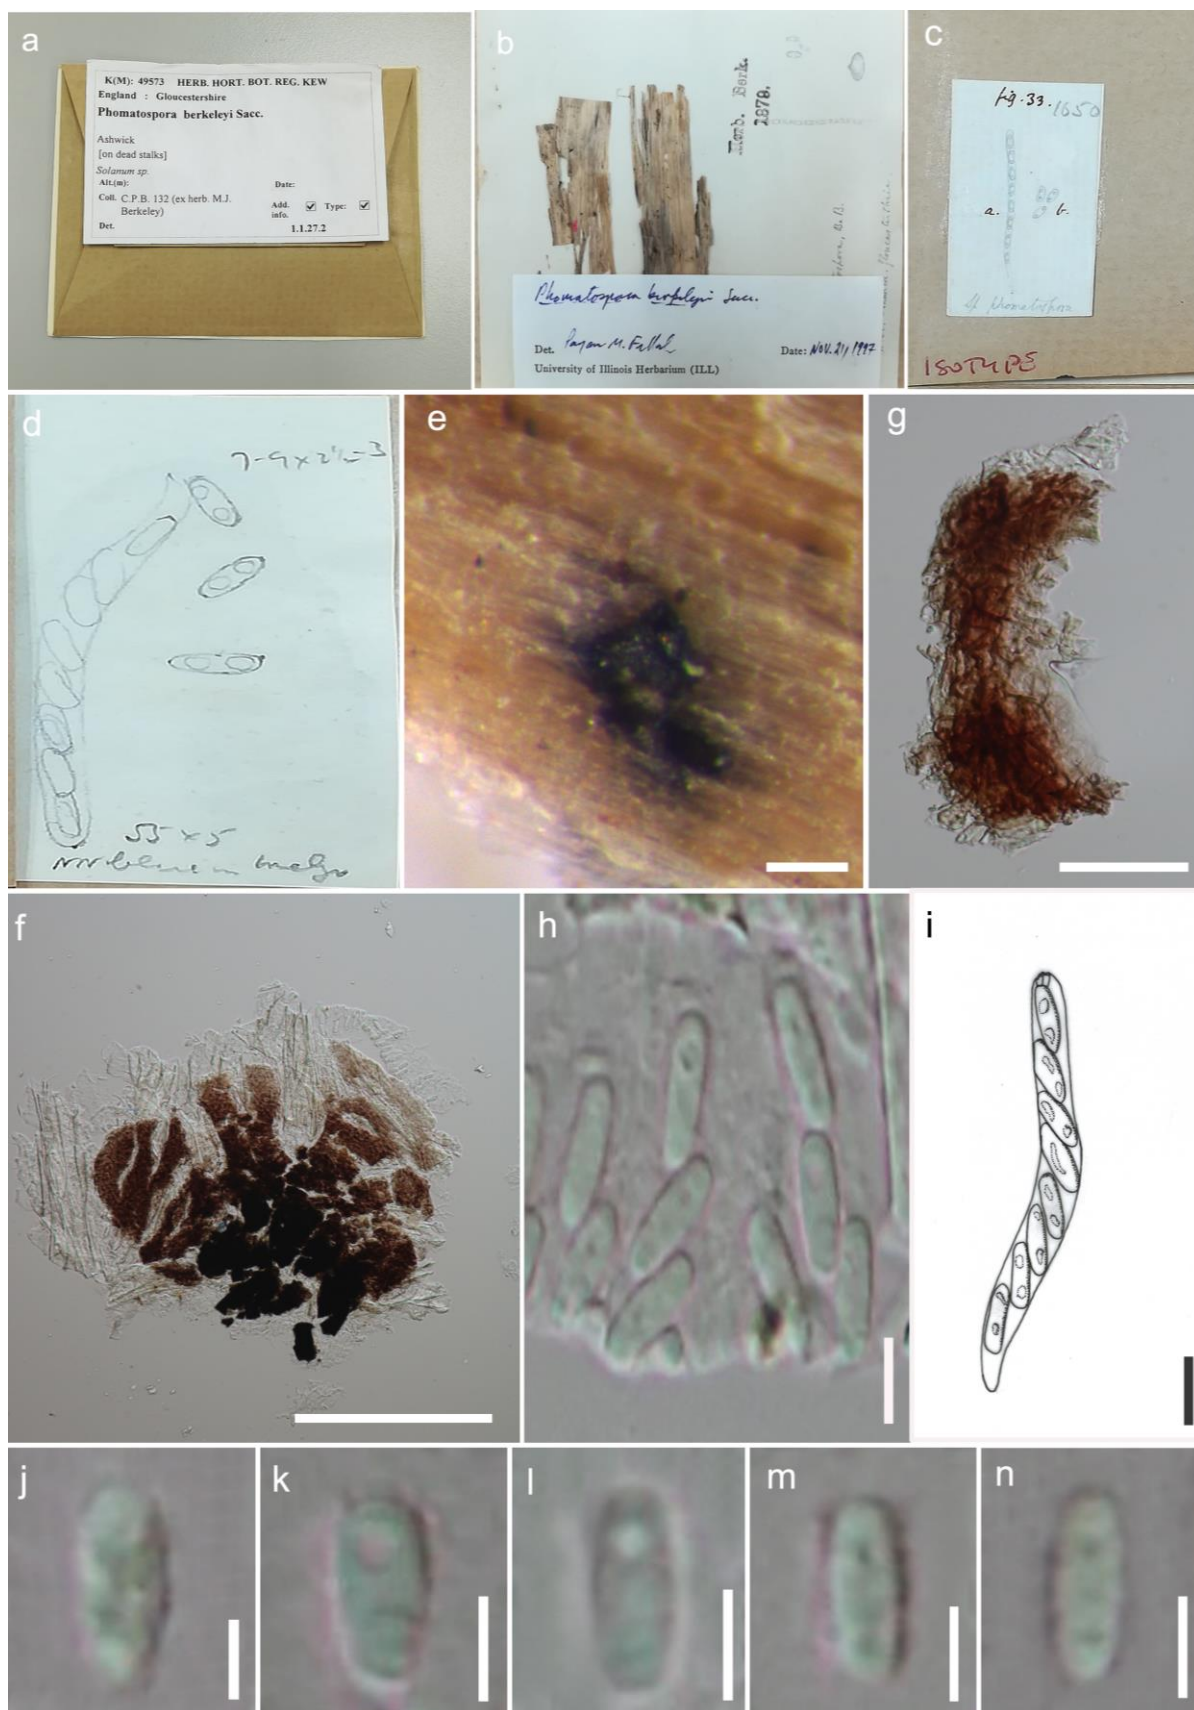 a
K(M): 49573 HERB. HORT. BOT. REG. KEW
England : Gloucestershire
Phomatospora berkeleyi Sacc.
Ashwick
[on dead stalks]
Solanum sp.
Alt.(m): Date:
Coll. C.P.B. 132 (ex herb. M.J. Berkeley)
Add. info. Type:
Det. 1.1.27.2
b
Herb. Berk.
1879.
Phomatospora berkeleyi Sacc.
Det. Date: Nov. 21, 1997
University of Illinois Herbarium (ILL)
c
fig. 33. 1650
a. b.
ISOTYPE
d
7-9 x 2½-3
55 x 5
e
g
f
h
i
j
k
l
m
n